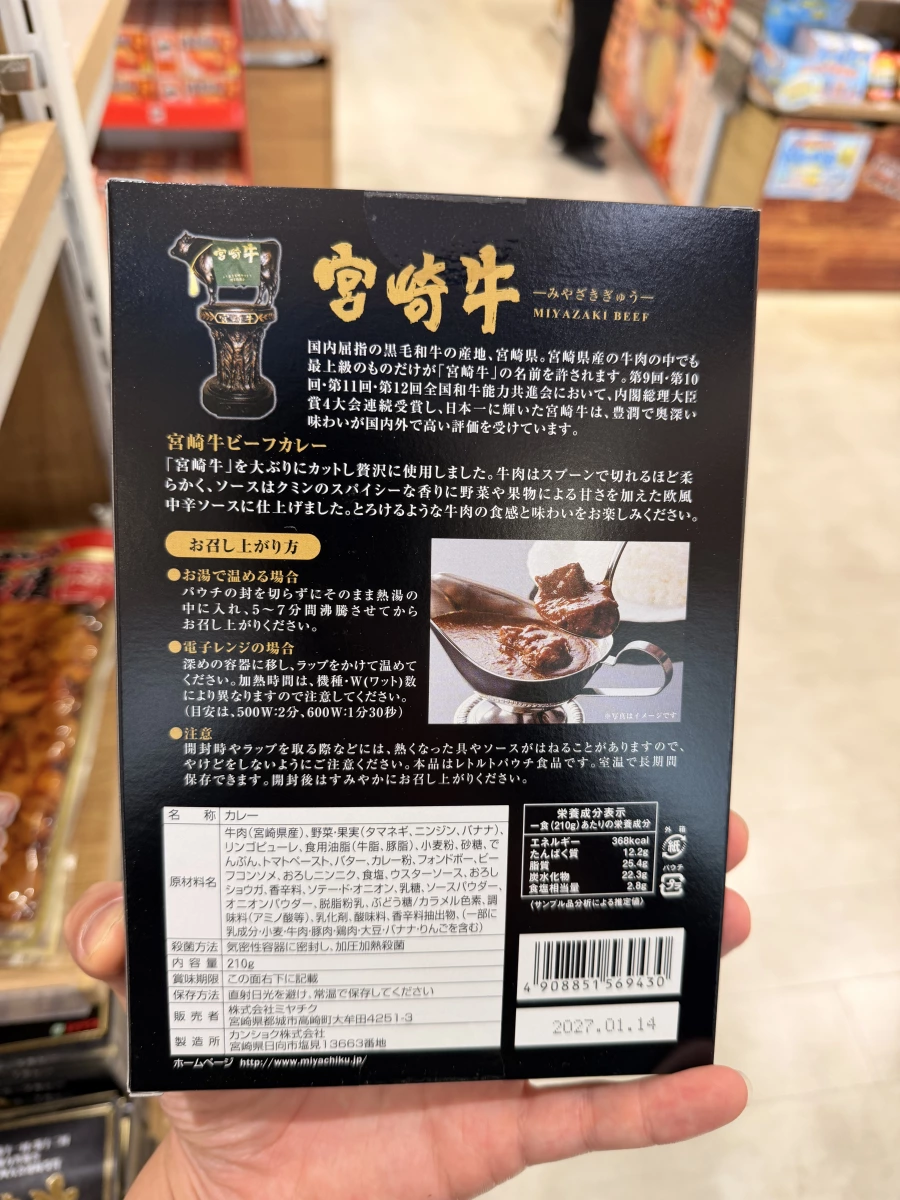 宮崎牛
宮崎牛
宮崎牛
—みやざきぎゅう—
MIYAZAKI BEEF
国内屈指の黒毛和牛の産地、宮崎県。宮崎県産の牛肉の中でも
最上級のものだけが「宮崎牛」の名前を許されます。第9回・第10
回・第11回・第12回全国和牛能力共進会において、内閣総理大臣
賞4大会連続受賞し、日本一に輝いた宮崎牛は、豊潤で奥深い
味わいが国内外で高い評価を受けています。
宮崎牛ビーフカレー
「宮崎牛」を大ぶりにカットし贅沢に使用しました。牛肉はスプーンで切れるほど柔
らかく、ソースはクミンのスパイシーな香りに野菜や果物による甘さを加えた欧風
中辛ソースに仕上げました。とろけるような牛肉の食感と味わいをお楽しみください。
お召し上がり方
●お湯で温める場合
パウチの封を切らずにそのまま熱湯の
中に入れ、5〜7分間沸騰させてから
お召し上がりください。
●電子レンジの場合
深めの容器に移し、ラップをかけて温めて
ください。加熱時間は、機種・W(ワット)数
により異なりますので注意してください。
(目安は、500W:2分、600W:1分30秒)
※写真はイメージです
●注意
開封時やラップを取る際などには、熱くなった具やソースがはねることがありますので、
やけどをしないようにご注意ください。本品はレトルトパウチ食品です。室温で長期間
保存できます。開封後はすみやかにお召し上がりください。
名称 カレー
原材料名 牛肉(宮崎県産)、野菜・果実(タマネギ、ニンジン、バナナ)、
リンゴピューレ、食用油脂(牛脂、豚脂)、小麦粉、砂糖、で
んぷん、トマトペースト、バター、カレー粉、フォンドボー、ビー
フコンソメ、おろしニンニク、食塩、ウスターソース、おろし
ショウガ、香辛料、ソテー・ド・オニオン、乳糖、ソースパウダー、
オニオンパウダー、脱脂粉乳、ぶどう糖/カラメル色素、調
味料(アミノ酸等)、乳化剤、酸味料、香辛料抽出物、(一部に
乳成分・小麦・牛肉・豚肉・鶏肉・大豆・バナナ・りんごを含む)
殺菌方法 気密性容器に密封し、加圧加熱殺菌
内容量 210g
賞味期限 この面右下に記載
保存方法 直射日光を避け、常温で保存してください
販売者 株式会社ミヤチク
宮崎県都城市高崎町大牟田4251-3
製造所 カンショク株式会社
宮崎県日向市塩見13663番地
ホームページ http://www.miyachiku.jp/
栄養成分表示
一食(210g)あたりの栄養成分
エネルギー 368kcal
たんぱく質 12.2g
脂質 25.4g
炭水化物 22.3g
食塩相当量 2.8g
(サンプル品分析による推定値)
外箱
紙
パウチ
プラ
4 908851 569430
2027.01.14